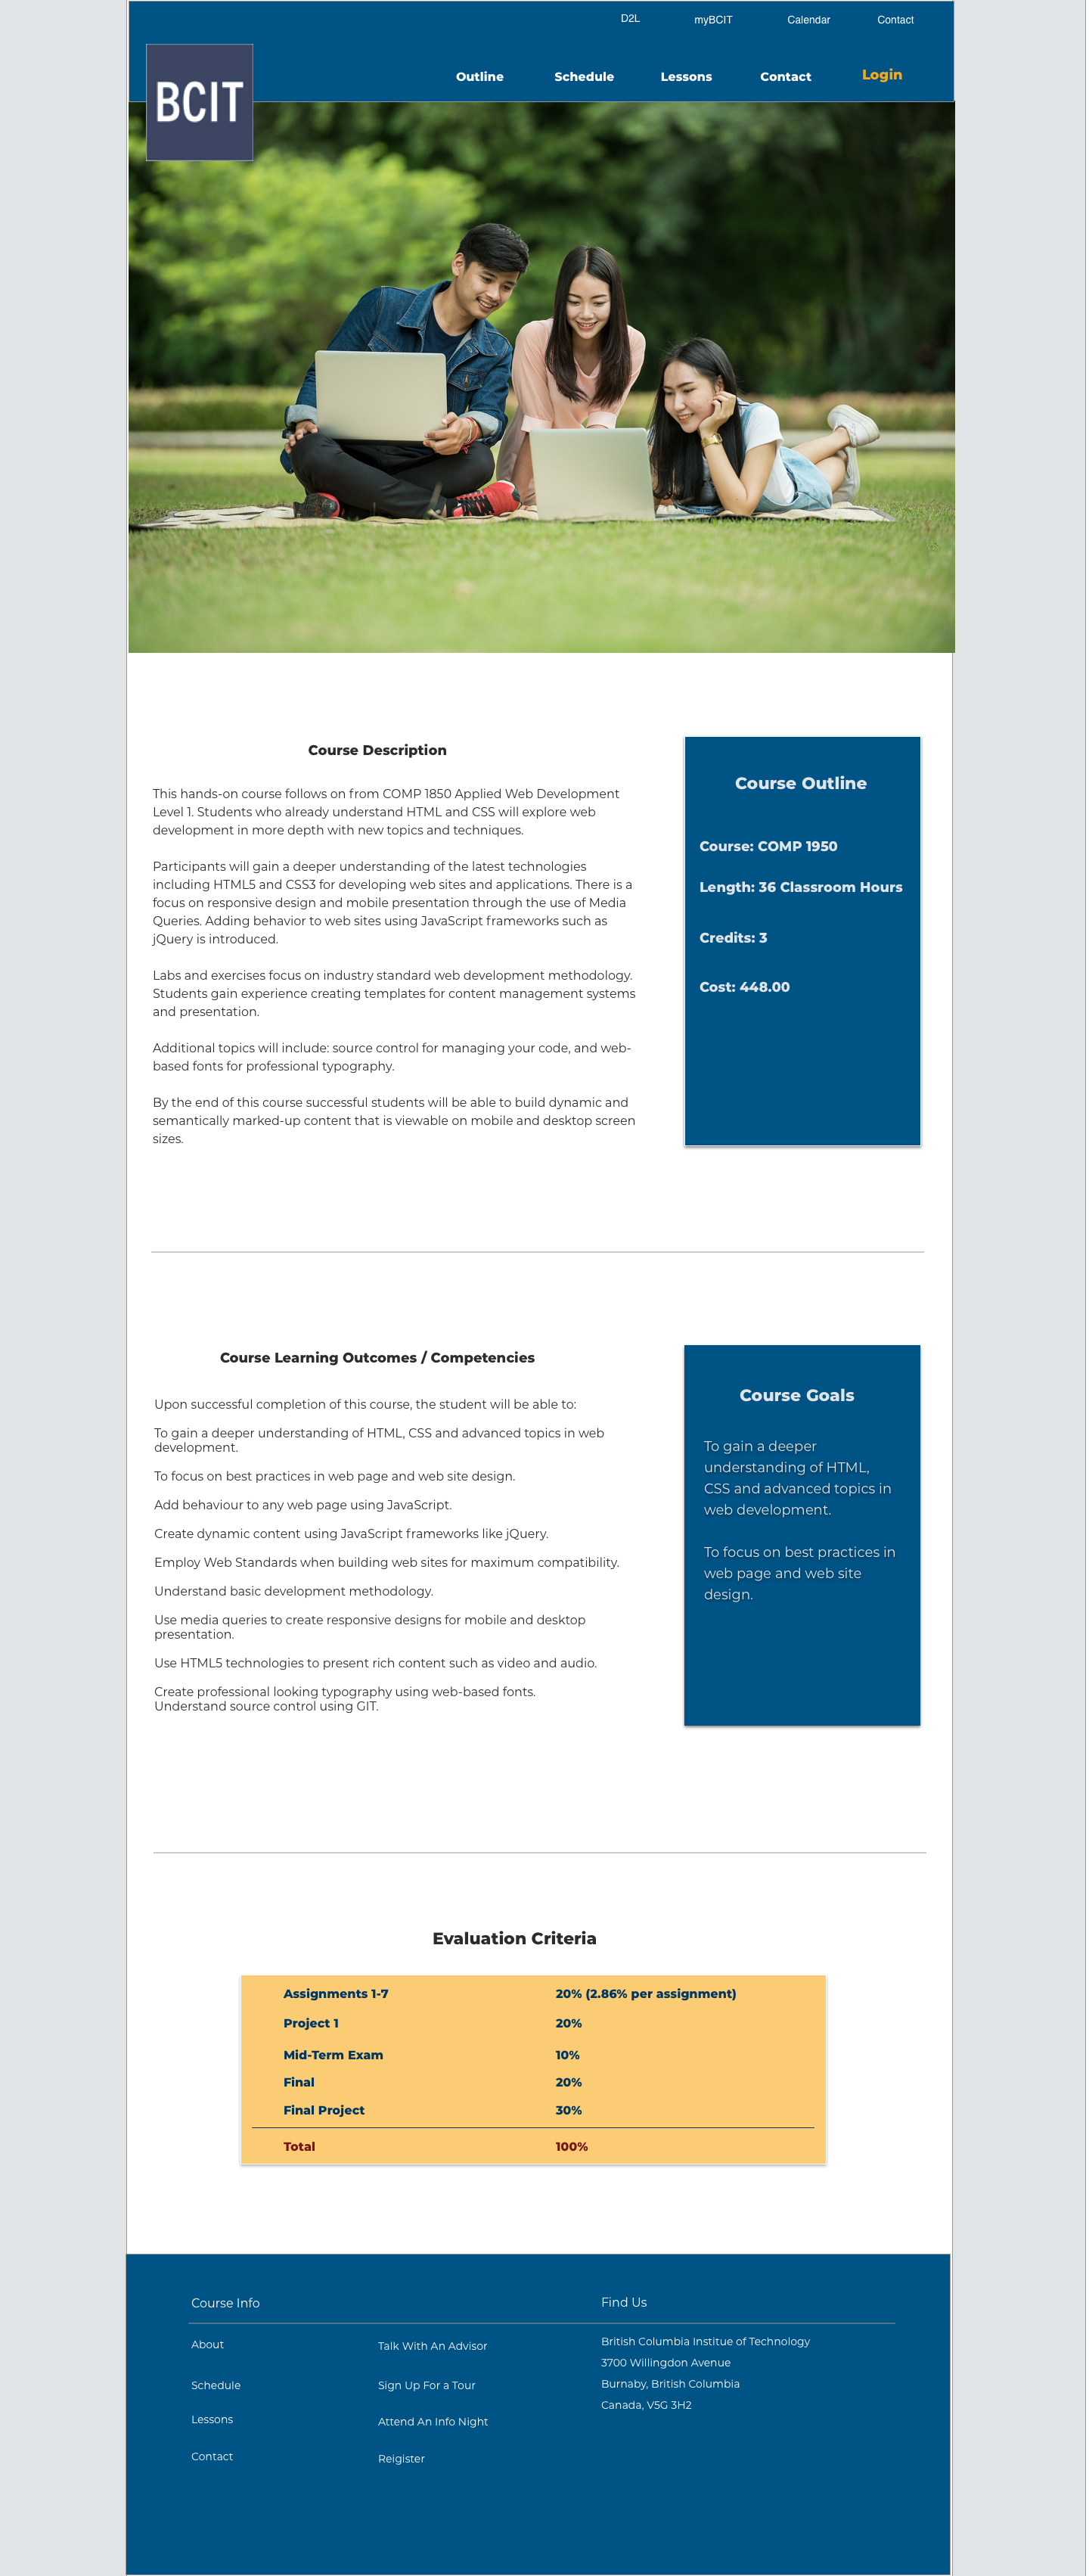 D2L
myBCIT
Calendar
Contact
BCIT
Outline
Schedule
Lessons
Contact
Login
Course Description
This hands-on course follows on from COMP 1850 Applied Web Development
Level 1. Students who already understand HTML and CSS will explore web
development in more depth with new topics and techniques.
Participants will gain a deeper understanding of the latest technologies
including HTML5 and CSS3 for developing web sites and applications. There is a
focus on responsive design and mobile presentation through the use of Media
Queries. Adding behavior to web sites using JavaScript frameworks such as
jQuery is introduced.
Labs and exercises focus on industry standard web development methodology.
Students gain experience creating templates for content management systems
and presentation.
Additional topics will include: source control for managing your code, and web-
based fonts for professional typography.
By the end of this course successful students will be able to build dynamic and
semantically marked-up content that is viewable on mobile and desktop screen
sizes.
Course Outline
Course: COMP 1950
Length: 36 Classroom Hours
Credits: 3
Cost: 448.00
Course Learning Outcomes / Competencies
Upon successful completion of this course, the student will be able to:
To gain a deeper understanding of HTML, CSS and advanced topics in web
development.
To focus on best practices in web page and web site design.
Add behaviour to any web page using JavaScript.
Create dynamic content using JavaScript frameworks like jQuery.
Employ Web Standards when building web sites for maximum compatibility.
Understand basic development methodology.
Use media queries to create responsive designs for mobile and desktop
presentation.
Use HTML5 technologies to present rich content such as video and audio.
Create professional looking typography using web-based fonts.
Understand source control using GIT.
Course Goals
To gain a deeper
understanding of HTML,
CSS and advanced topics in
web development.
To focus on best practices in
web page and web site
design.
Evaluation Criteria
Assignments 1-7 20% (2.86% per assignment)
Project 1 20%
Mid-Term Exam 10%
Final 20%
Final Project 30%
Total 100%
Course Info
About
Schedule
Lessons
Contact
Talk With An Advisor
Sign Up For a Tour
Attend An Info Night
Reigister
Find Us
British Columbia Institue of Technology
3700 Willingdon Avenue
Burnaby, British Columbia
Canada, V5G 3H2